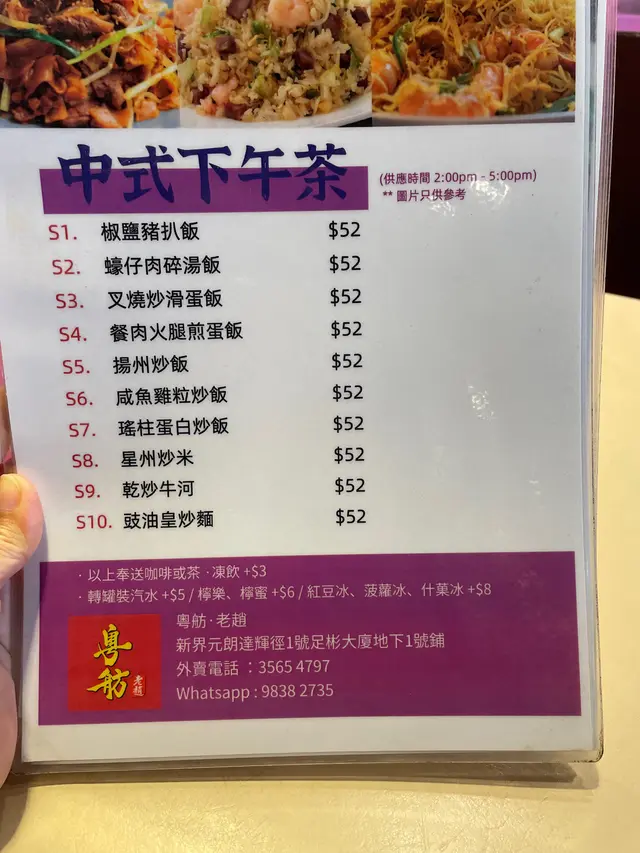 中式下午茶
(供應時間 2:00pm - 5:00pm)
** 圖片只供參考
S1. 椒鹽豬扒飯 $52
S2. 蠔仔肉碎湯飯 $52
S3. 叉燒炒滑蛋飯 $52
S4. 餐肉火腿煎蛋飯 $52
S5. 揚州炒飯 $52
S6. 咸魚雞粒炒飯 $52
S7. 瑤柱蛋白炒飯 $52
S8. 星州炒米 $52
S9. 乾炒牛河 $52
S10. 豉油皇炒麵 $52
· 以上奉送咖啡或茶 · 凍飲 +$3
· 轉罐裝汽水 +$5 / 檸樂、檸蜜 +$6 / 紅豆冰、菠蘿冰、什菓冰 +$8
粵舫 老趙
粵舫 · 老趙
新界元朗達輝徑1號足彬大廈地下1號鋪
外賣電話 : 3565 4797
Whatsapp : 9838 2735